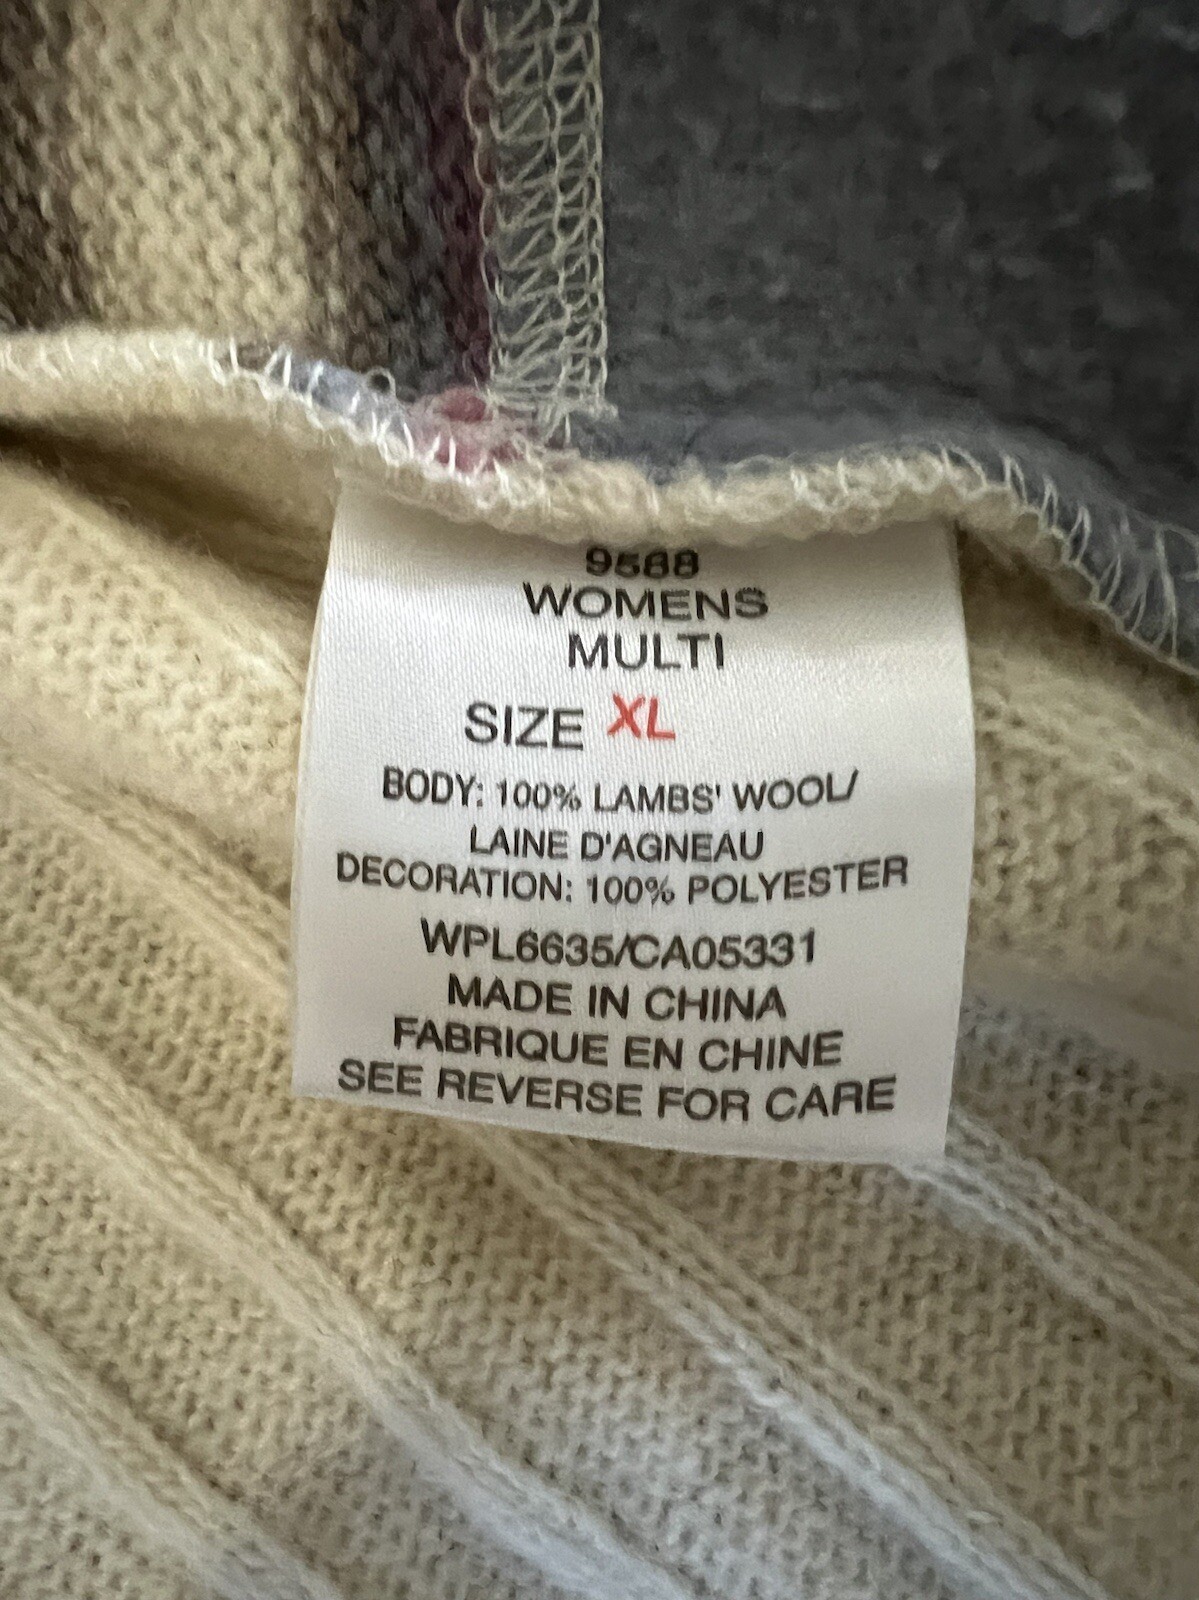 9588
WOMENS
MULTI
SIZE XL
BODY: 100% LAMBS' WOOL/
LAINE D'AGNEAU
DECORATION: 100% POLYESTER
WPL6635/CA05331
MADE IN CHINA
FABRIQUE EN CHINE
SEE REVERSE FOR CARE